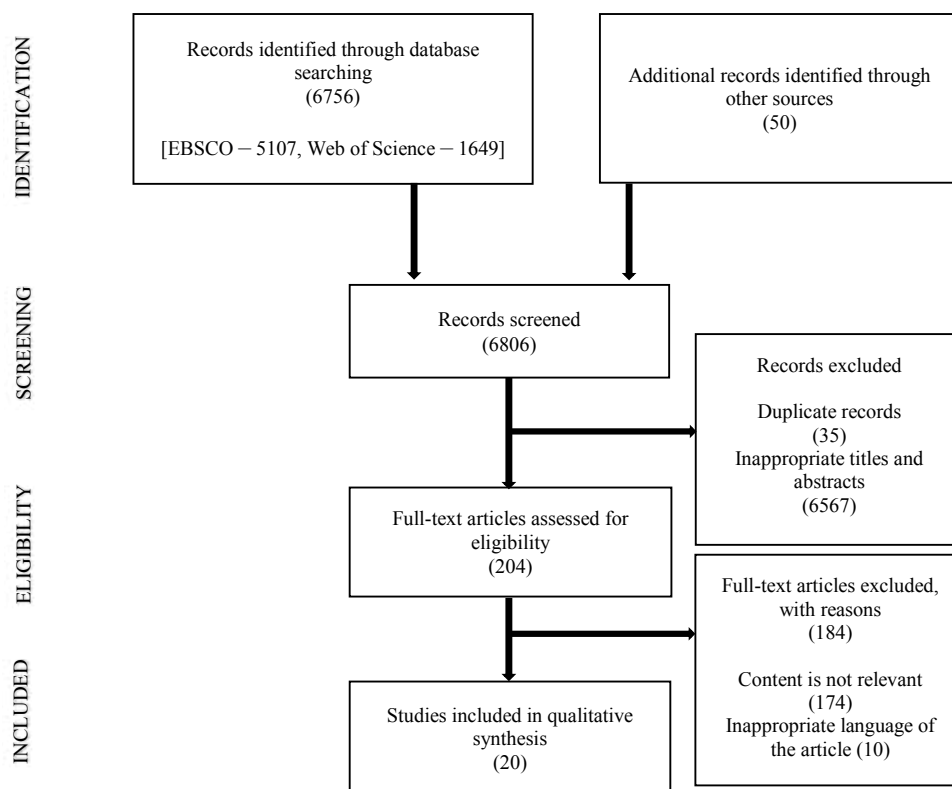 IDENTIFICATION
Records identified through database
searching
(6756)
[EBSCO – 5107, Web of Science – 1649]
Additional records identified through
other sources
(50)
SCREENING
Records screened
(6806)
Records excluded
Duplicate records
(35)
Inappropriate titles and
abstracts
(6567)
ELIGIBILITY
Full-text articles assessed for
eligibility
(204)
Full-text articles excluded,
with reasons
(184)
Content is not relevant
(174)
Inappropriate language of
the article (10)
INCLUDED
Studies included in qualitative
synthesis
(20)